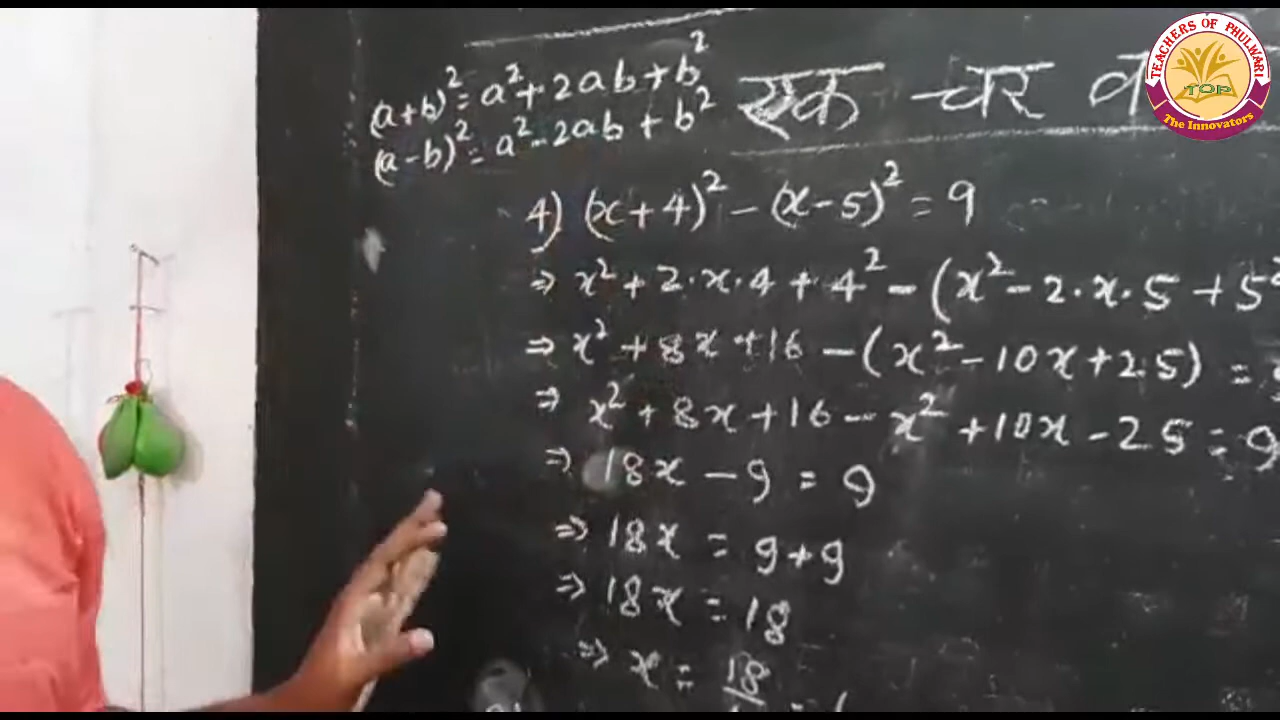 (a+b)² = a² + 2ab + b²
(a-b)² = a² - 2ab + b²
एक चर
4) (x+4)² - (x-5)² = 9
⇒ x² + 2·x·4 + 4² - (x² - 2·x·5 + 5²
⇒ x² + 8x + 16 - (x² - 10x + 25) =
⇒ x² + 8x + 16 - x² + 10x - 25 = 9
⇒ 18x - 9 = 9
⇒ 18x = 9 + 9
⇒ 18x = 18
⇒ x = 18
TEACHERS OF PHULWARI
TOP
The Innovators